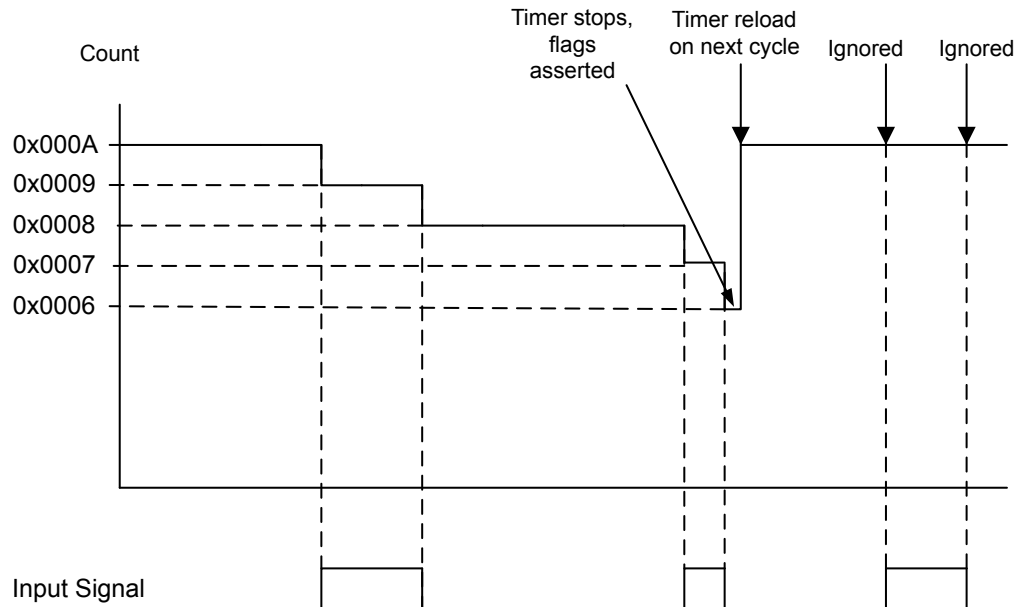 Timer stops,
flags
asserted
Timer reload
on next cycle
Ignored
Ignored
Count
0x000A
0x0009
0x0008
0x0007
0x0006
Input Signal